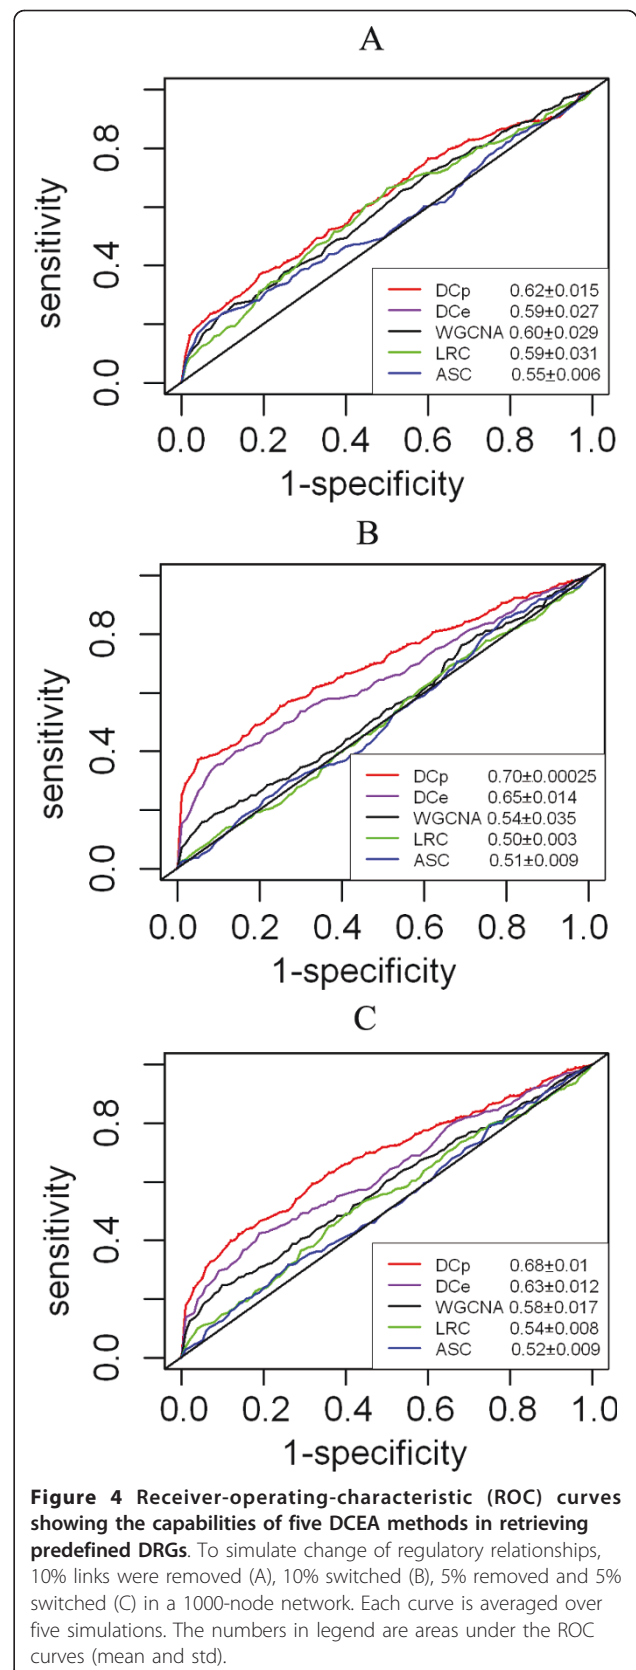 A
sensitivity
0.0 0.4 0.8
DCp 0.62±0.015
DCe 0.59±0.027
WGCNA 0.60±0.029
LRC 0.59±0.031
ASC 0.55±0.006
0.0 0.2 0.4 0.6 0.8 1.0
1-specificity
B
sensitivity
0.0 0.4 0.8
DCp 0.70±0.00025
DCe 0.65±0.014
WGCNA 0.54±0.035
LRC 0.50±0.003
ASC 0.51±0.009
0.0 0.2 0.4 0.6 0.8 1.0
1-specificity
C
sensitivity
0.0 0.4 0.8
DCp 0.68±0.01
DCe 0.63±0.012
WGCNA 0.58±0.017
LRC 0.54±0.008
ASC 0.52±0.009
0.0 0.2 0.4 0.6 0.8 1.0
1-specificity
Figure 4 Receiver-operating-characteristic (ROC) curves
showing the capabilities of five DCEA methods in retrieving
predefined DRGs. To simulate change of regulatory relationships,
10% links were removed (A), 10% switched (B), 5% removed and 5%
switched (C) in a 1000-node network. Each curve is averaged over
five simulations. The numbers in legend are areas under the ROC
curves (mean and std).